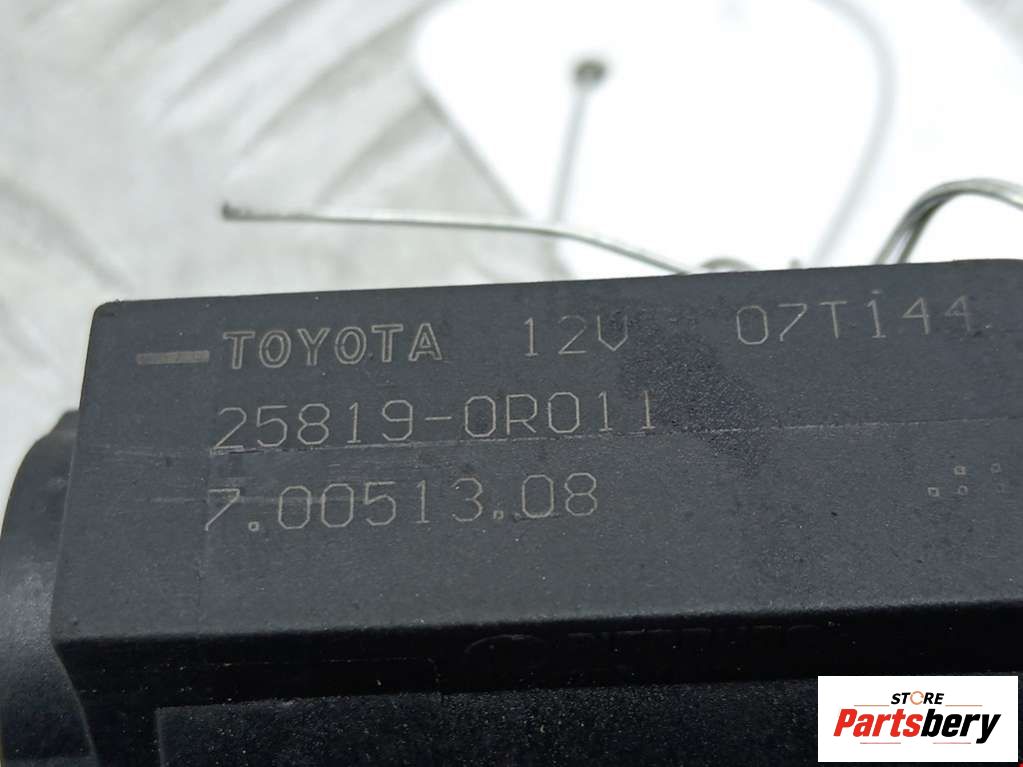 TOYOTA 12V 07T144
25819-0R011
7.00513.08
STORE
Partsbery